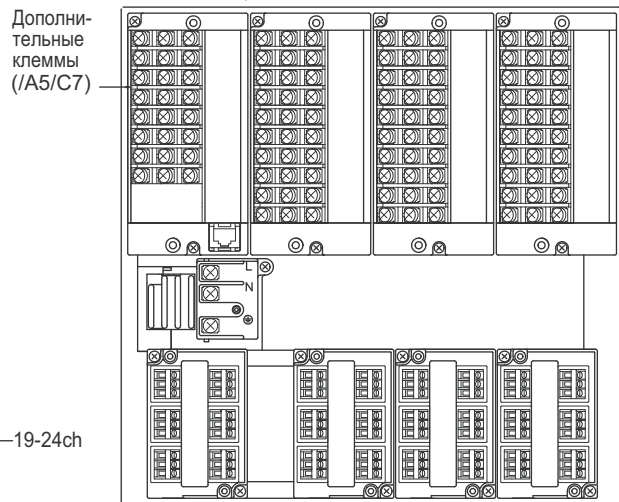 Дополни-
тельные
клеммы
(/A5/C7)
L
N
19-24ch